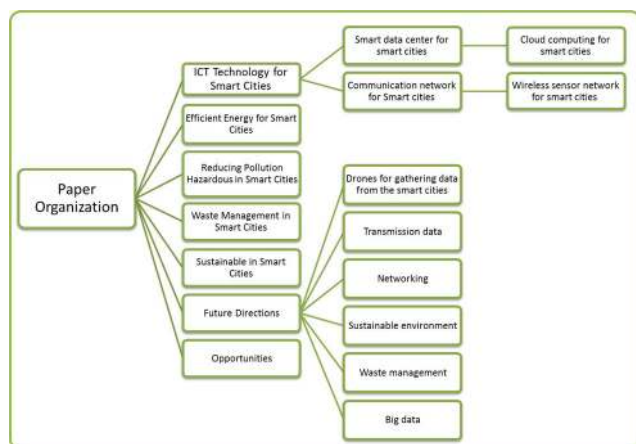 Paper
Organization
ICT Technology for
Smart Cities
Smart data center for
smart cities
Cloud computing for
smart cities
Communication network
for Smart cities
Wireless sensor network
for smart cities
Efficient Energy for Smart
Cities
Reducing Pollution
Hazardous in Smart Cities
Waste Management in
Smart Cities
Sustainable in Smart
Cities
Future Directions
Drones for gathering data
from the smart cities
Transmission data
Networking
Sustainable environment
Waste management
Big data
Opportunities